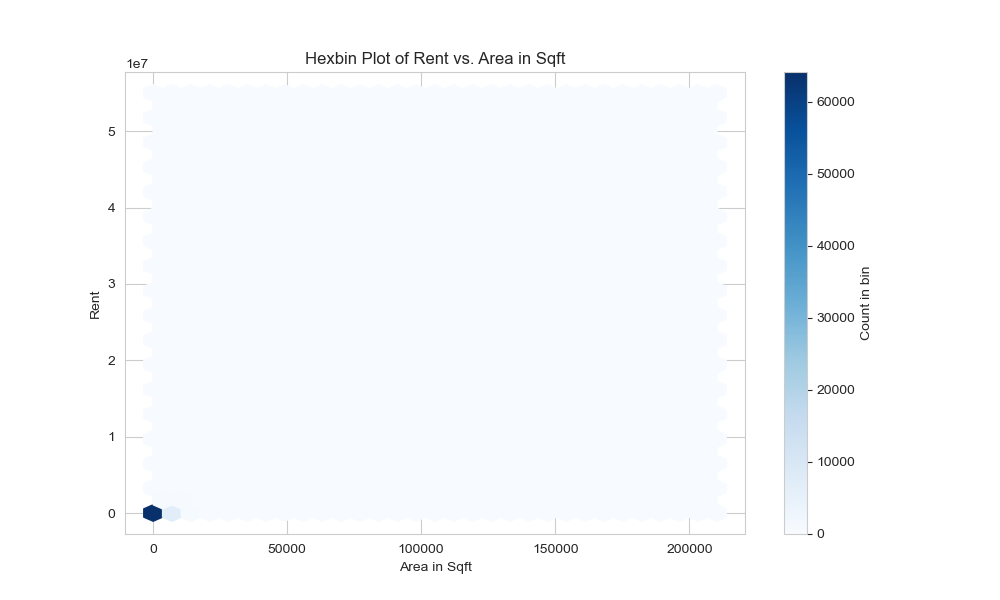 Hexbin Plot of Rent vs. Area in Sqft
1e7
5
4
3
2
1
0
Rent
0 50000 100000 150000 200000
Area in Sqft
60000
50000
40000
30000
20000
10000
0
Count in bin